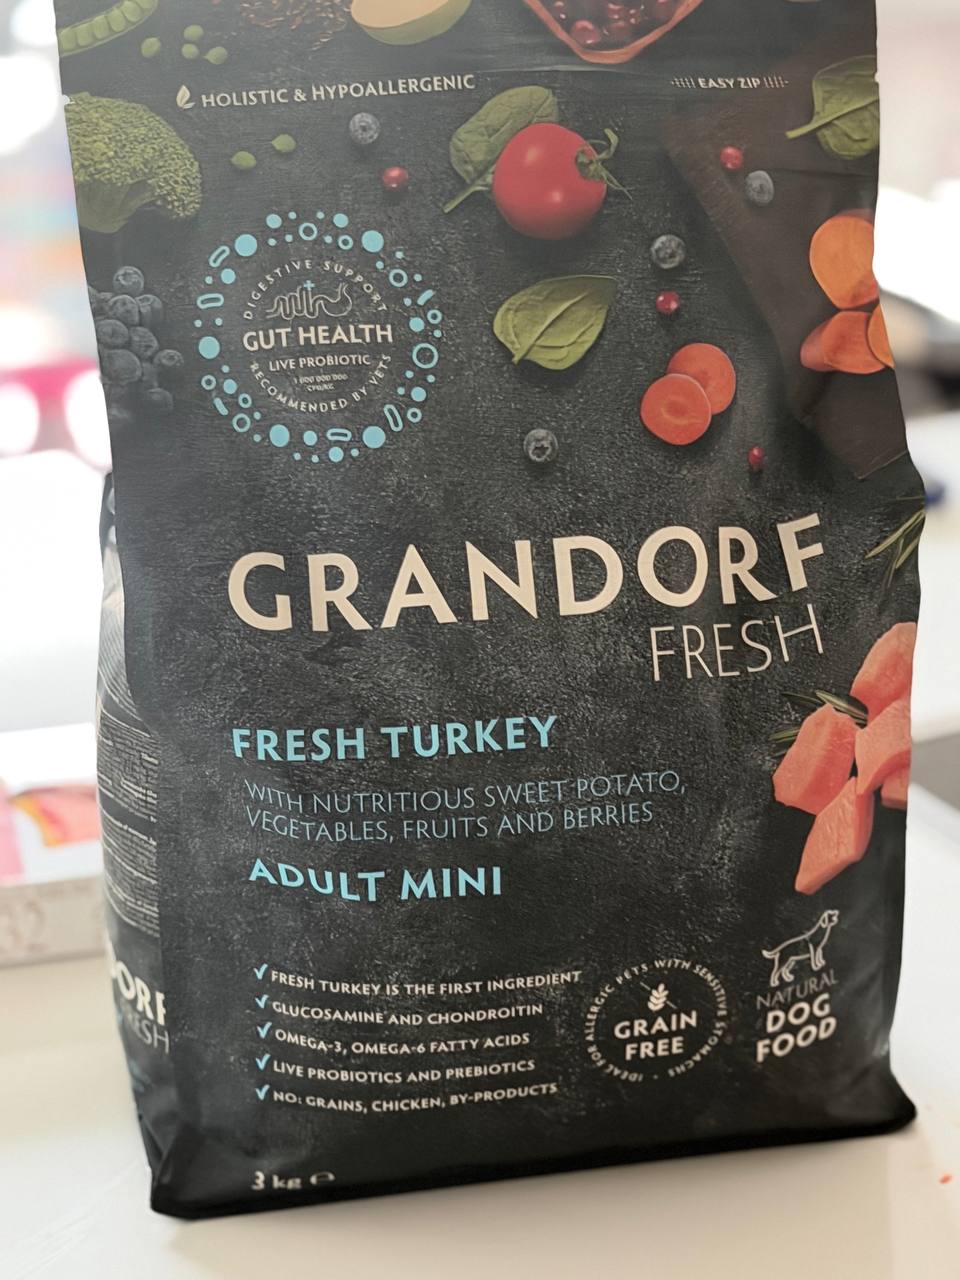 HOLISTIC & HYPOALLERGENIC
EASY ZIP
DIGESTIVE SUPPORT
GUT HEALTH
LIVE PROBIOTIC
RECOMMENDED BY VETS
GRANDORF
FRESH
FRESH TURKEY
WITH NUTRITIOUS SWEET POTATO,
VEGETABLES, FRUITS AND BERRIES
ADULT MINI
✓ FRESH TURKEY IS THE FIRST INGREDIENT
✓ GLUCOSAMINE AND CHONDROITIN
✓ OMEGA-3, OMEGA-6 FATTY ACIDS
✓ LIVE PROBIOTICS AND PREBIOTICS
✓ NO: GRAINS, CHICKEN, BY-PRODUCTS
IDEAL FOR ALLERGIC PETS WITH SENSITIVE STOMACHS
GRAIN
FREE
NATURAL
DOG
FOOD
3 kg ℮
32